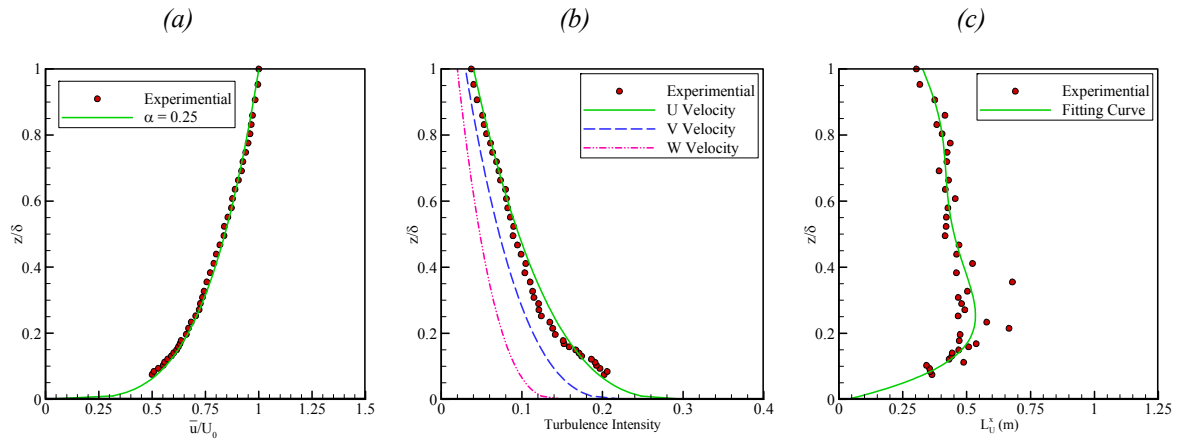 (a)
(b)
(c)
1
0.8
0.6
0.4
0.2
0
z/δ
Experimential
α = 0.25
0 0.25 0.5 0.75 1 1.25 1.5
u̅/U₀
1
0.8
0.6
0.4
0.2
0
z/δ
Experimential
U Velocity
V Velocity
W Velocity
0 0.1 0.2 0.3 0.4
Turbulence Intensity
1
0.8
0.6
0.4
0.2
0
z/δ
Experimential
Fitting Curve
0 0.25 0.5 0.75 1 1.25
L_U^x (m)